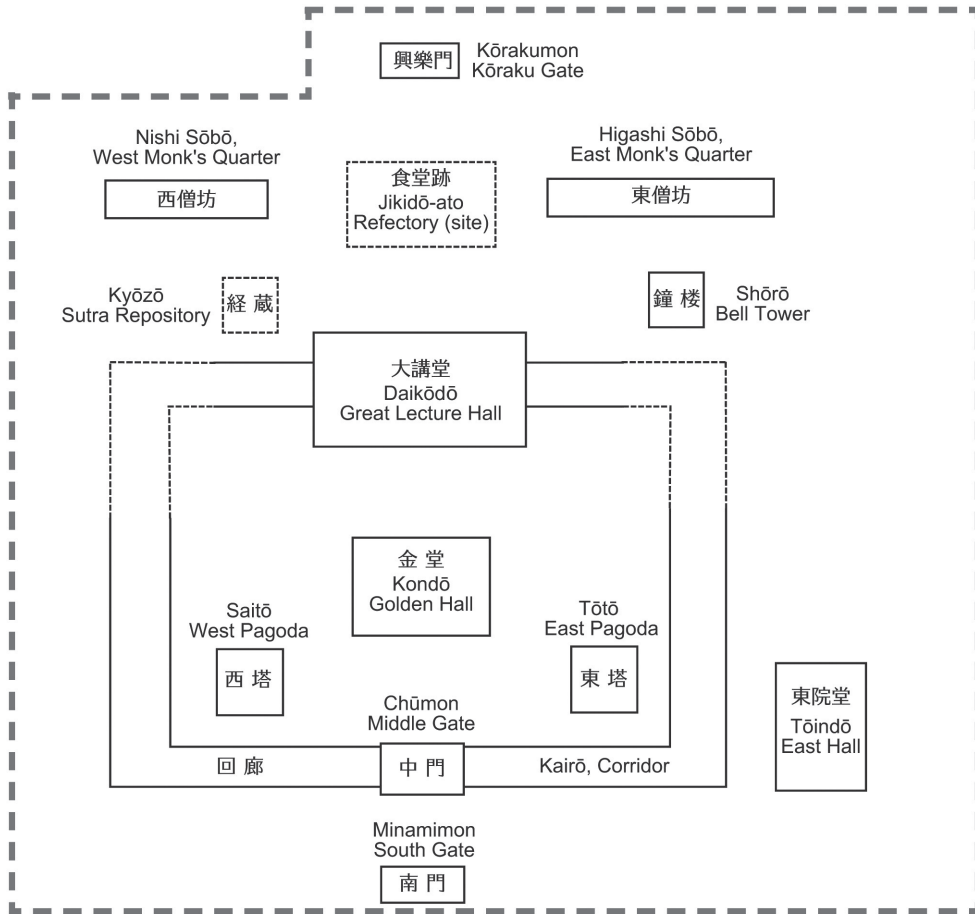 興樂門
Kōrakumon
Kōraku Gate
Nishi Sōbō,
West Monk's Quarter
西僧坊
食堂跡
Jikidō-ato
Refectory (site)
Higashi Sōbō,
East Monk's Quarter
東僧坊
Kyōzō
Sutra Repository
経蔵
鐘楼
Shōrō
Bell Tower
大講堂
Daikōdō
Great Lecture Hall
金堂
Kondō
Golden Hall
Saitō
West Pagoda
西塔
Tōtō
East Pagoda
東塔
東院堂
Tōindō
East Hall
Chūmon
Middle Gate
回廊
中門
Kairō, Corridor
Minamimon
South Gate
南門